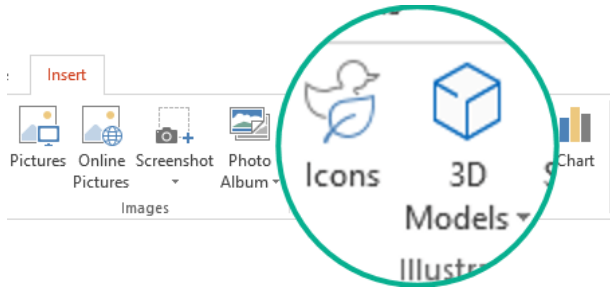 Insert
Pictures
Online
Pictures
Screenshot
Photo
Album
Images
Icons
3D
Models
Chart